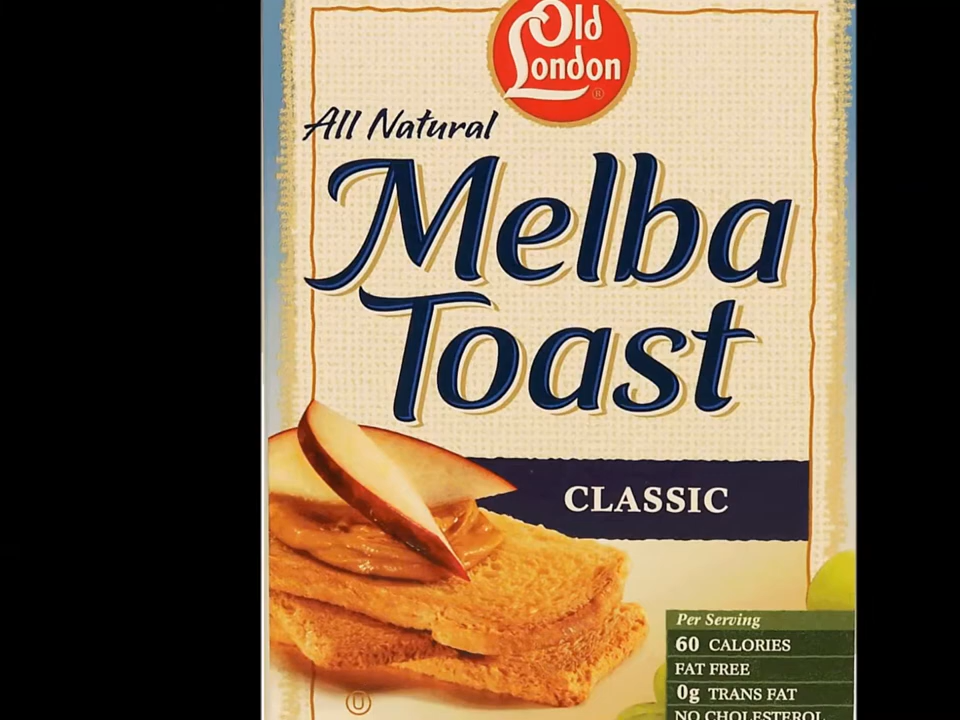 Old
London
®
All Natural
Melba
Toast
CLASSIC
Per Serving
60 CALORIES
FAT FREE
0g TRANS FAT
NO CHOLESTEROL
U